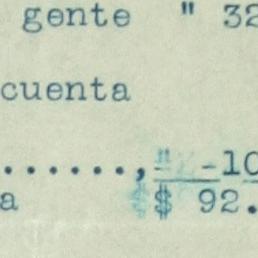 gente " 32
cuenta
......, " -10
a $ 92.